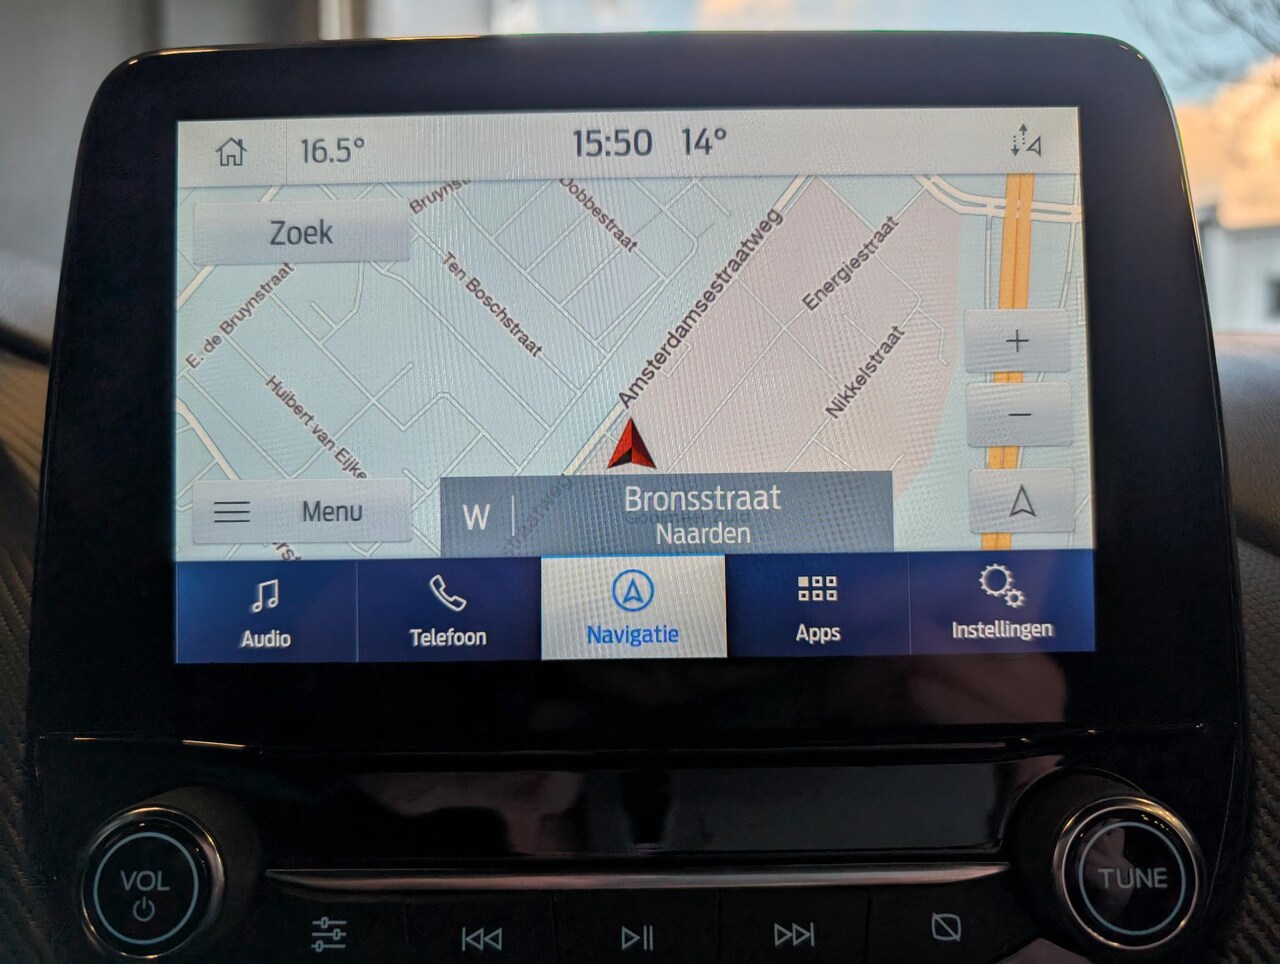 16.5°
15:50
14°
Bruynst
Dobbestraat
Zoek
Ten Boschstraat
Amsterdamsestraatweg
Energiestraat
E. de Bruynstraat
Nikkelstraat
Huibert van Eijke
Menu
W
Bronsstraat
Naarden
Audio
Telefoon
Navigatie
Apps
Instellingen
VOL
TUNE